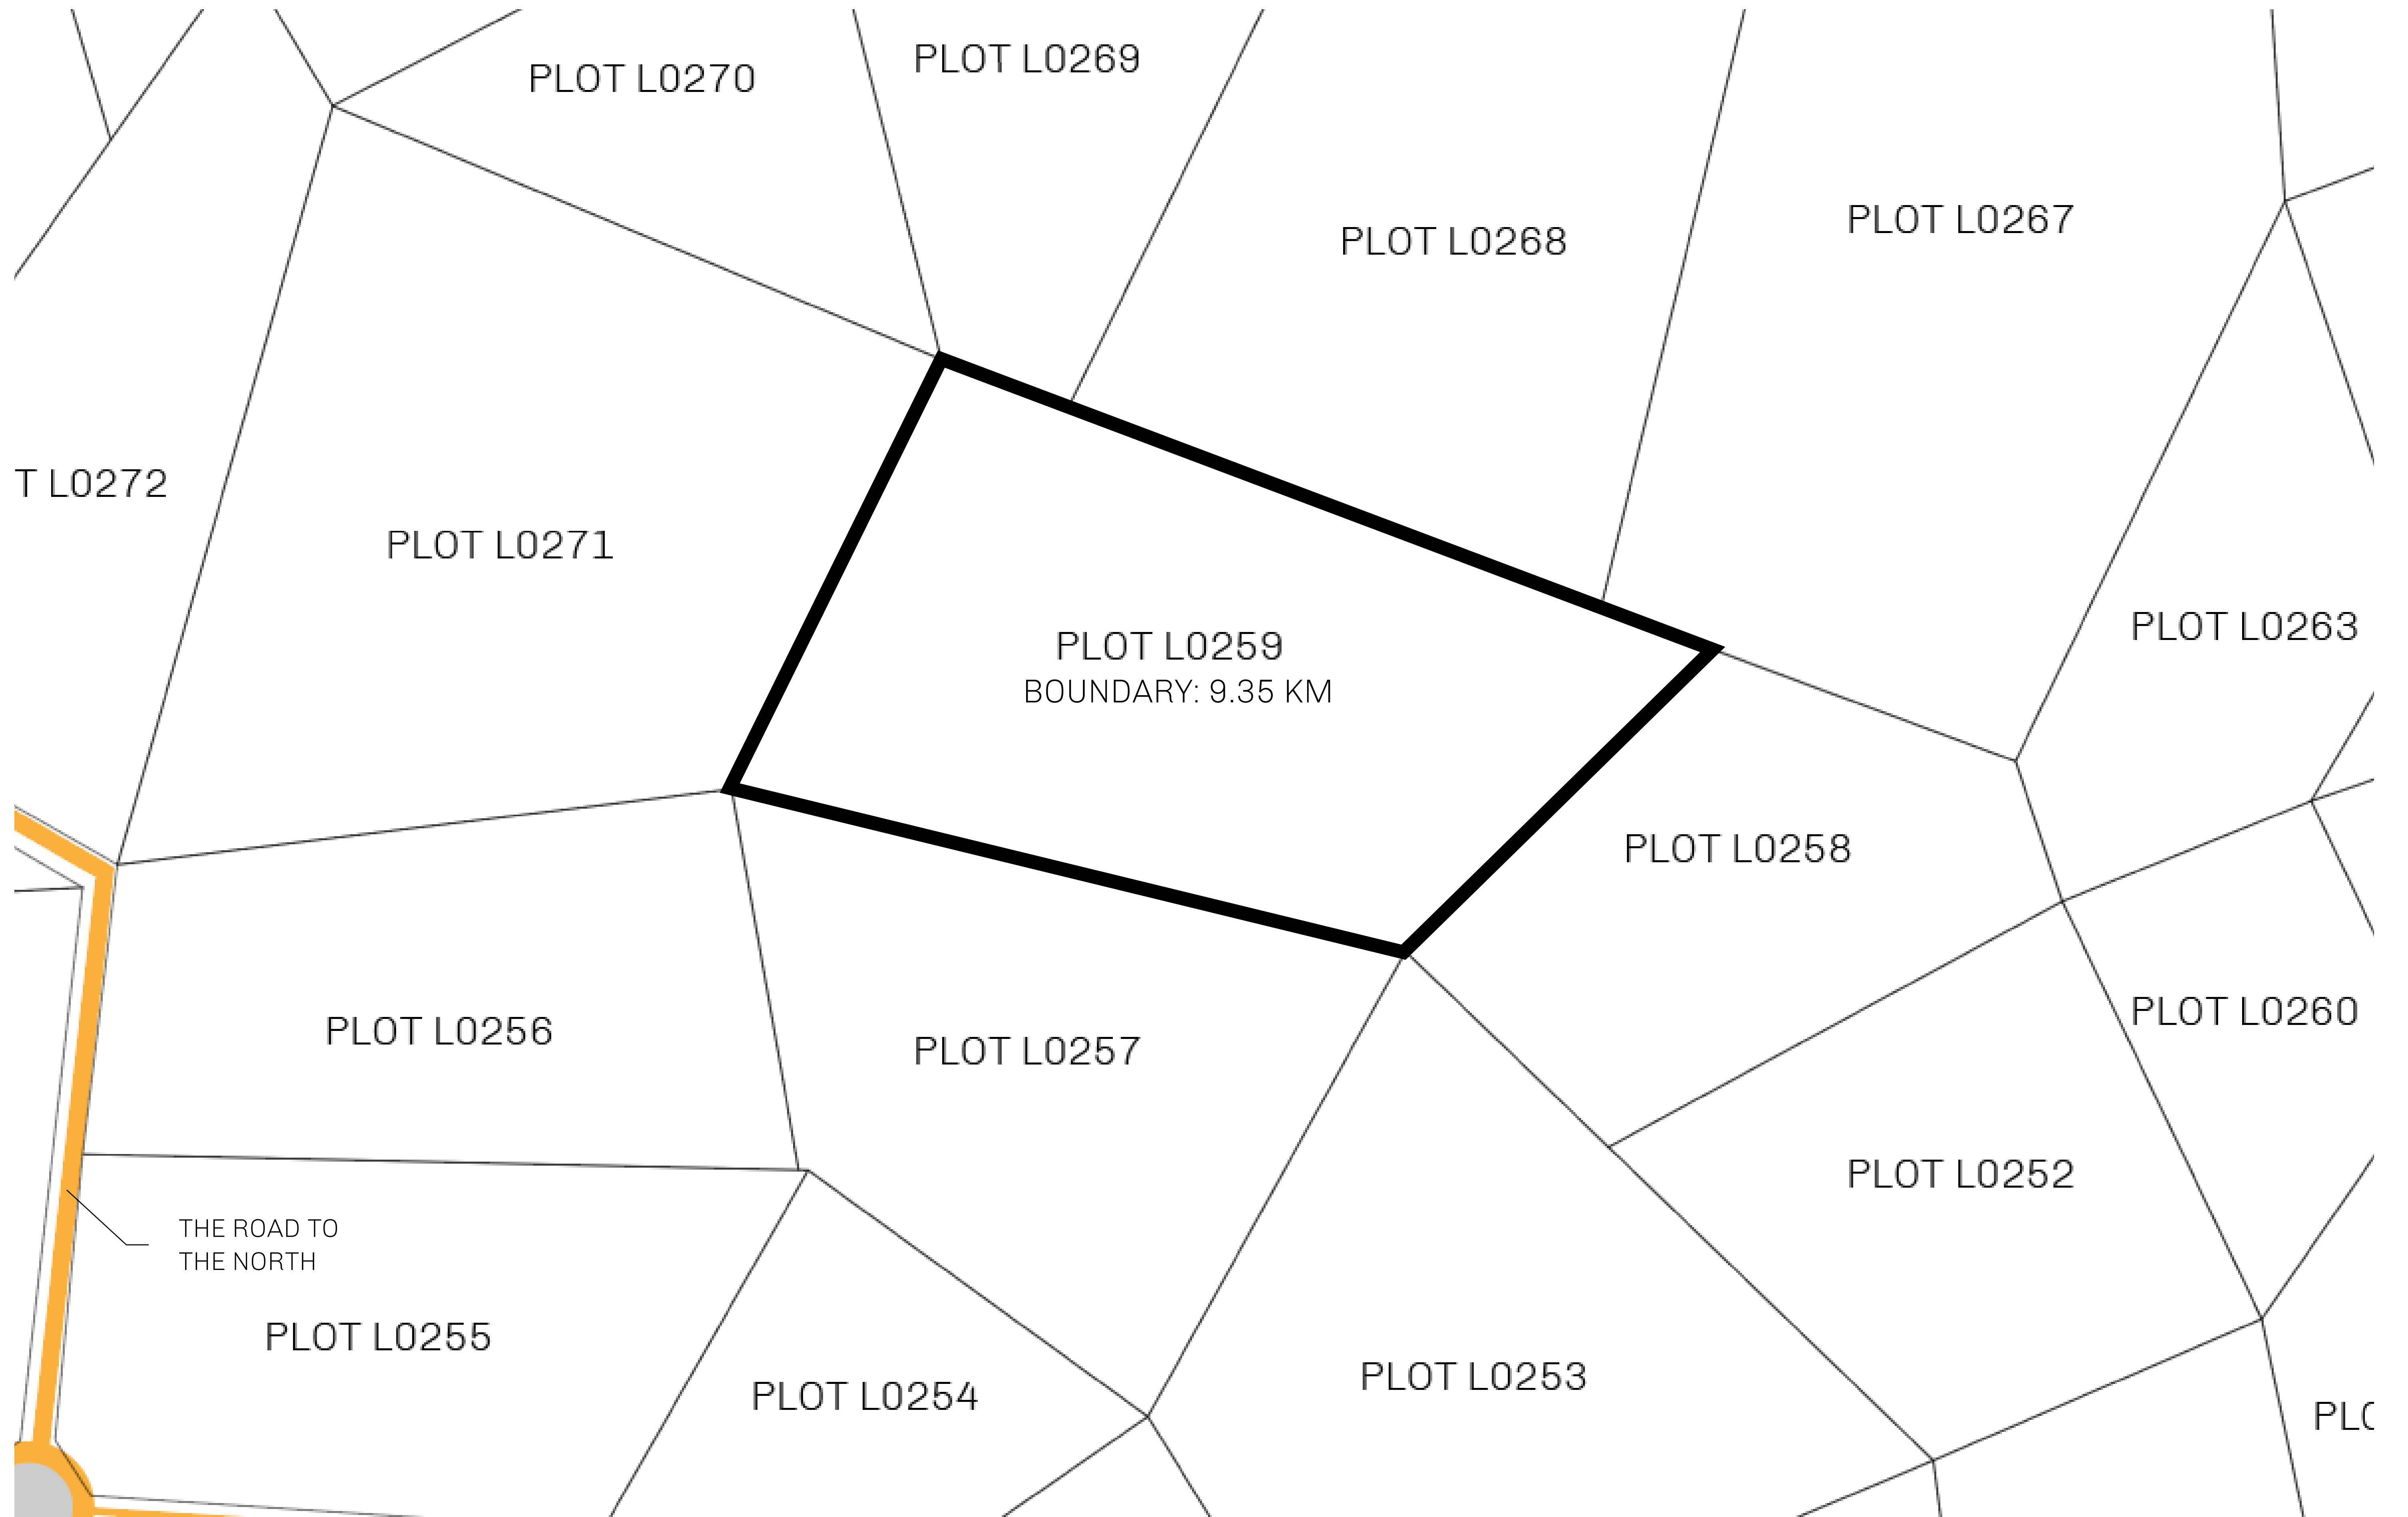 PLOT L0269
PLOT L0270
PLOT L0267
PLOT L0268
T L0272
PLOT L0271
PLOT L0263
PLOT L0259
BOUNDARY: 9.35 KM
PLOT L0258
PLOT L0260
PLOT L0256
PLOT L0257
PLOT L0252
THE ROAD TO
THE NORTH
PLOT L0255
PLOT L0253
PLOT L0254